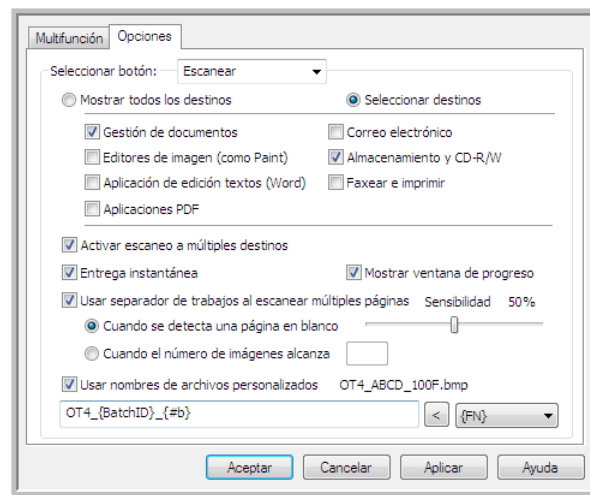 Multifunción Opciones
Seleccionar botón: Escanear
Mostrar todos los destinos Seleccionar destinos
Gestión de documentos Correo electrónico
Editores de imagen (como Paint) Almacenamiento y CD-R/W
Aplicación de edición textos (Word) Faxear e imprimir
Aplicaciones PDF
Activar escaneo a múltiples destinos
Entrega instantánea Mostrar ventana de progreso
Usar separador de trabajos al escanear múltiples páginas Sensibilidad 50%
Cuando se detecta una página en blanco
Cuando el número de imágenes alcanza
Usar nombres de archivos personalizados OT4_ABCD_100F.bmp
OT4_{BatchID}_{#b} < {FN}
Aceptar Cancelar Aplicar Ayuda